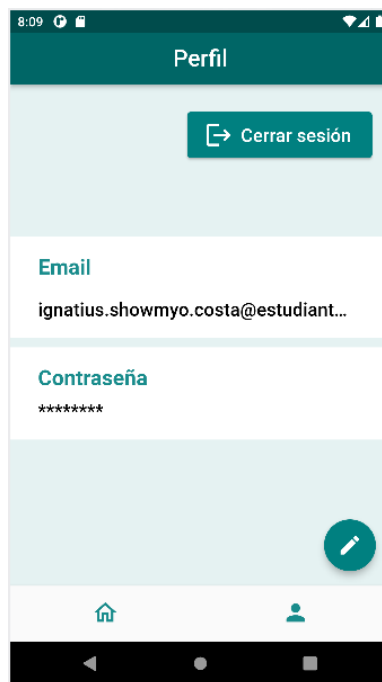 8:09
Perfil
Cerrar sesión
Email
ignatius.showmyo.costa@estudiant...
Contraseña
********